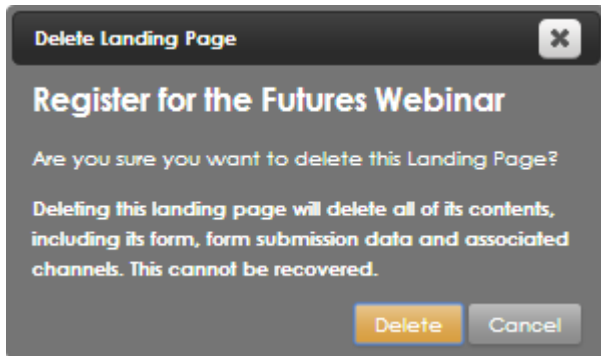 Delete Landing Page
Register for the Futures Webinar
Are you sure you want to delete this Landing Page?
Deleting this landing page will delete all of its contents,
including its form, form submission data and associated
channels. This cannot be recovered.
Delete Cancel